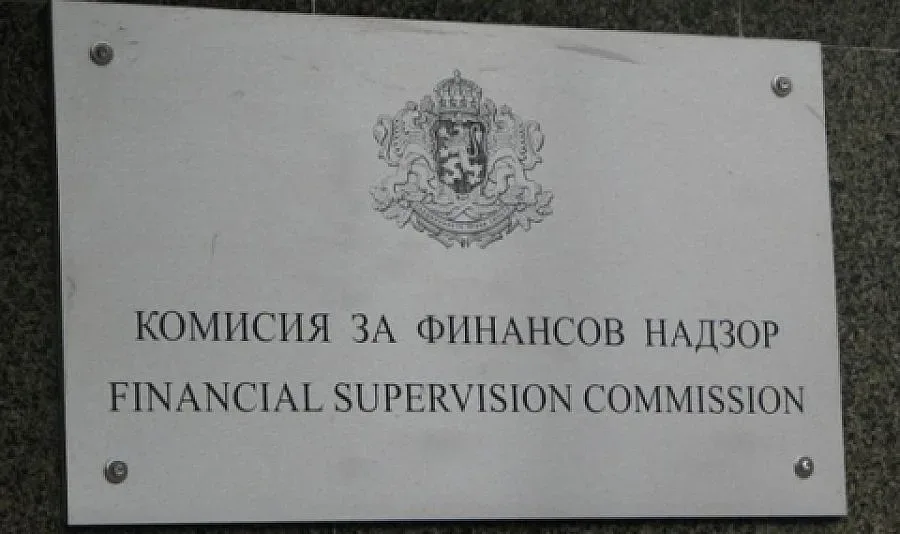 КОМИСИЯ ЗА ФИНАНСОВ НАДЗОР
FINANCIAL SUPERVISION COMMISSION